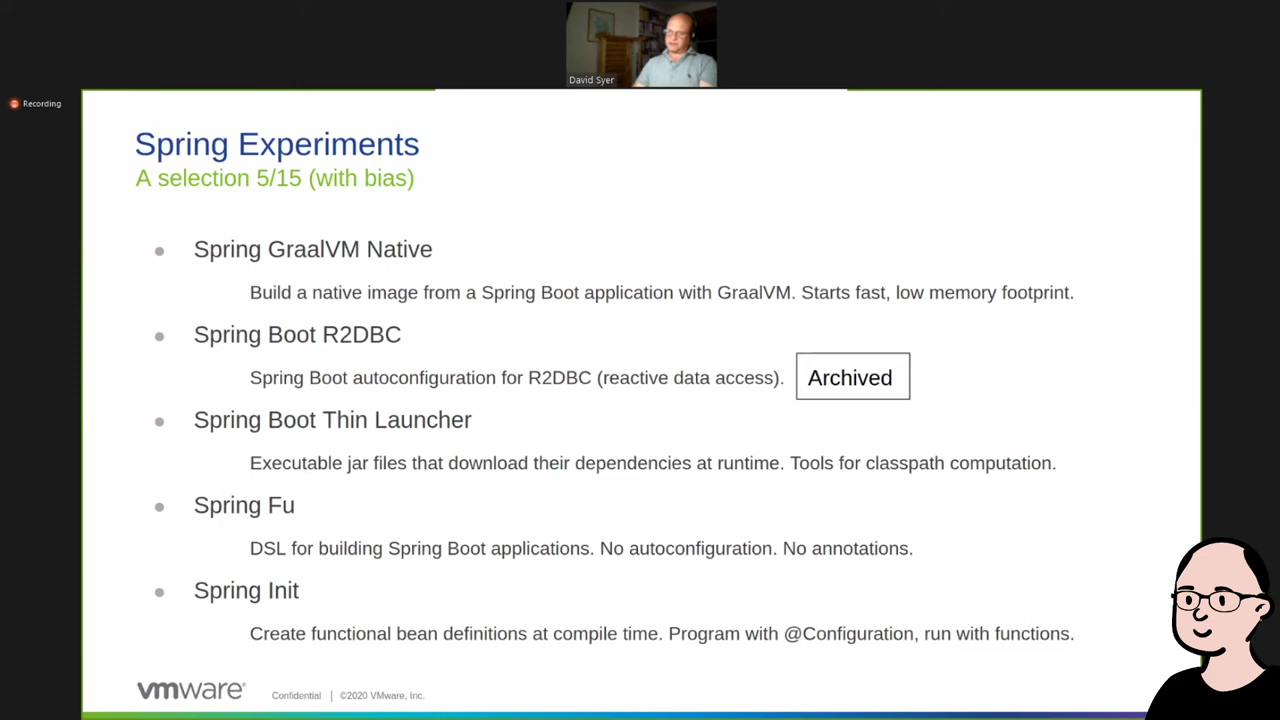 David Syer
Recording
Spring Experiments
A selection 5/15 (with bias)
Spring GraalVM Native
Build a native image from a Spring Boot application with GraalVM. Starts fast, low memory footprint.
Spring Boot R2DBC
Spring Boot autoconfiguration for R2DBC (reactive data access).
Archived
Spring Boot Thin Launcher
Executable jar files that download their dependencies at runtime. Tools for classpath computation.
Spring Fu
DSL for building Spring Boot applications. No autoconfiguration. No annotations.
Spring Init
Create functional bean definitions at compile time. Program with @Configuration, run with functions.
vmware®
Confidential | ©2020 VMware, Inc.